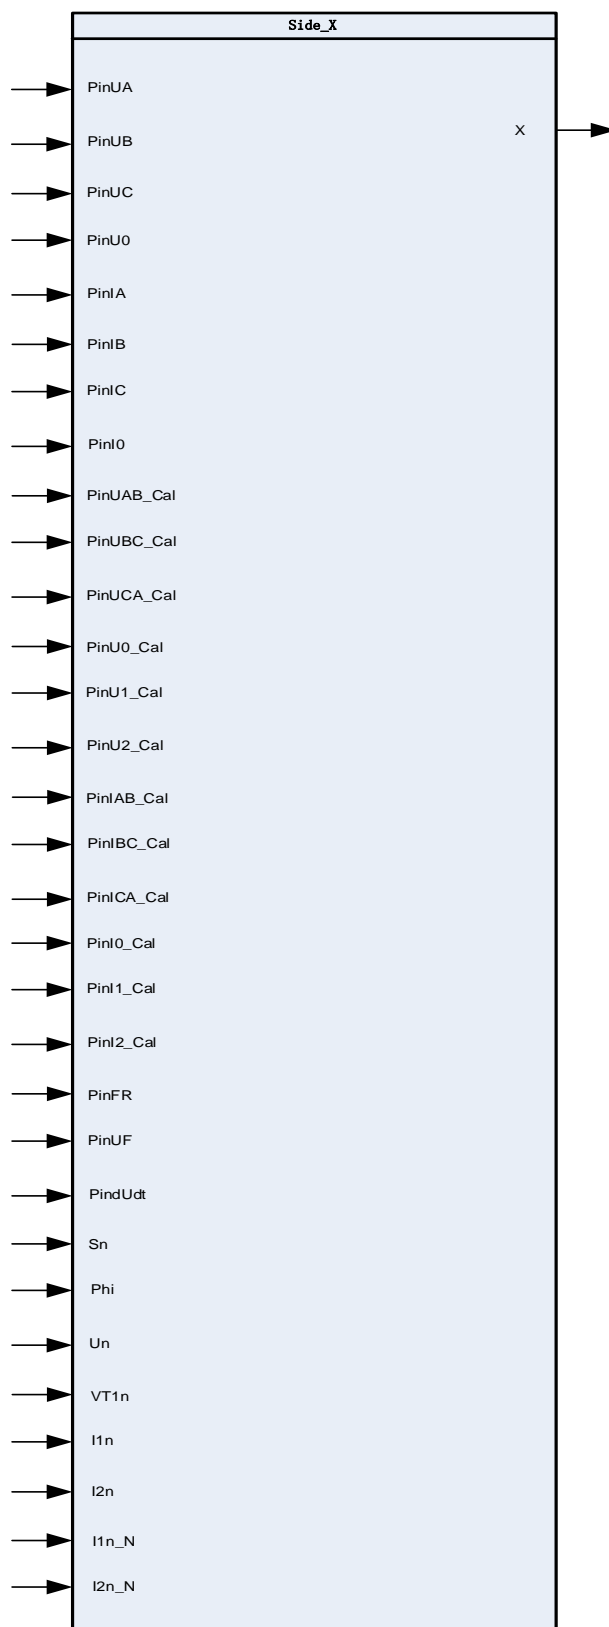 Side_X
PinUA
X
PinUB
PinUC
PinU0
PinIA
PinIB
PinIC
PinI0
PinUAB_Cal
PinUBC_Cal
PinUCA_Cal
PinU0_Cal
PinU1_Cal
PinU2_Cal
PinIAB_Cal
PinIBC_Cal
PinICA_Cal
PinI0_Cal
PinI1_Cal
PinI2_Cal
PinFR
PinUF
PindUdt
Sn
Phi
Un
VT1n
I1n
I2n
I1n_N
I2n_N